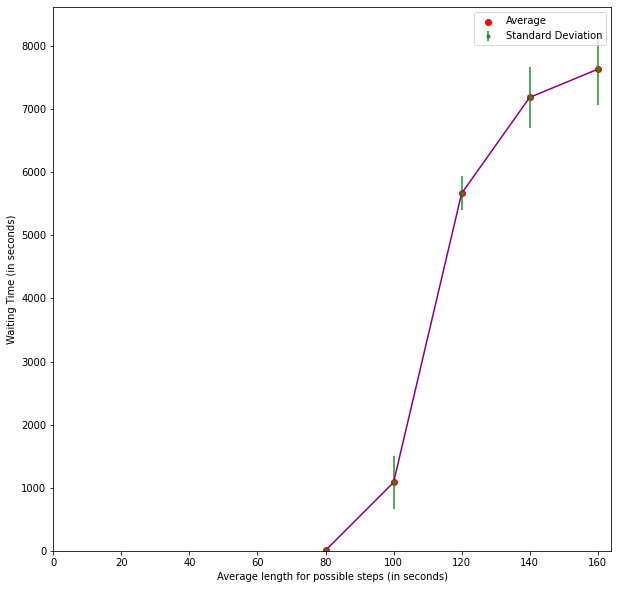 Average
Standard Deviation
8000
7000
6000
5000
4000
3000
2000
1000
0
Waiting Time (in seconds)
0 20 40 60 80 100 120 140 160
Average length for possible steps (in seconds)